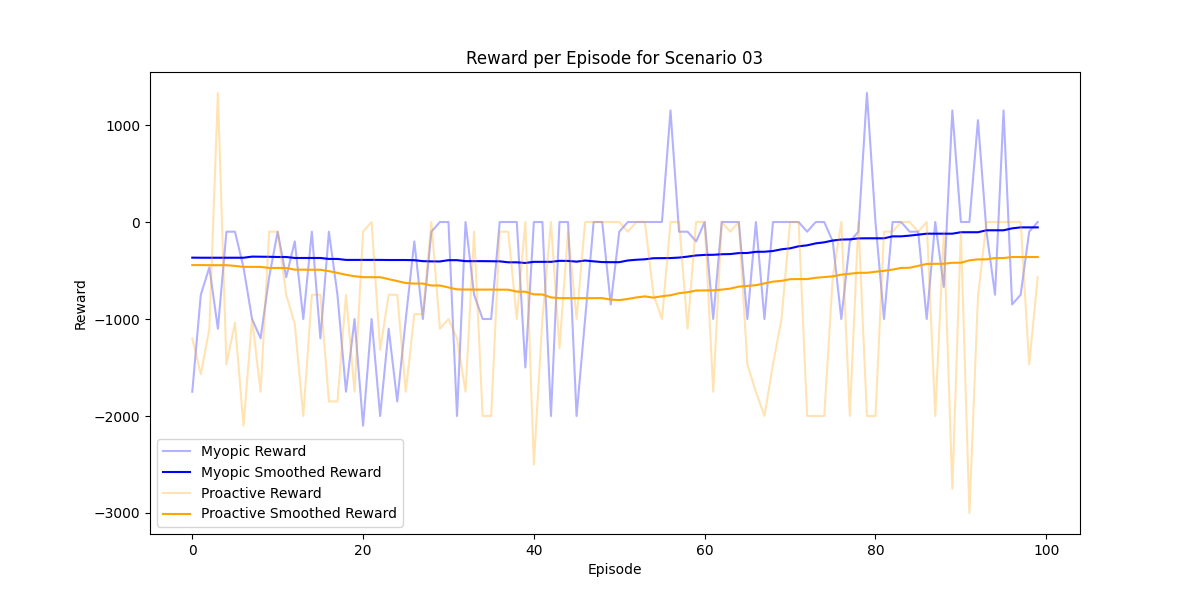 Reward per Episode for Scenario 03
Reward
1000
0
−1000
−2000
−3000
Myopic Reward
Myopic Smoothed Reward
Proactive Reward
Proactive Smoothed Reward
0 20 40 60 80 100
Episode